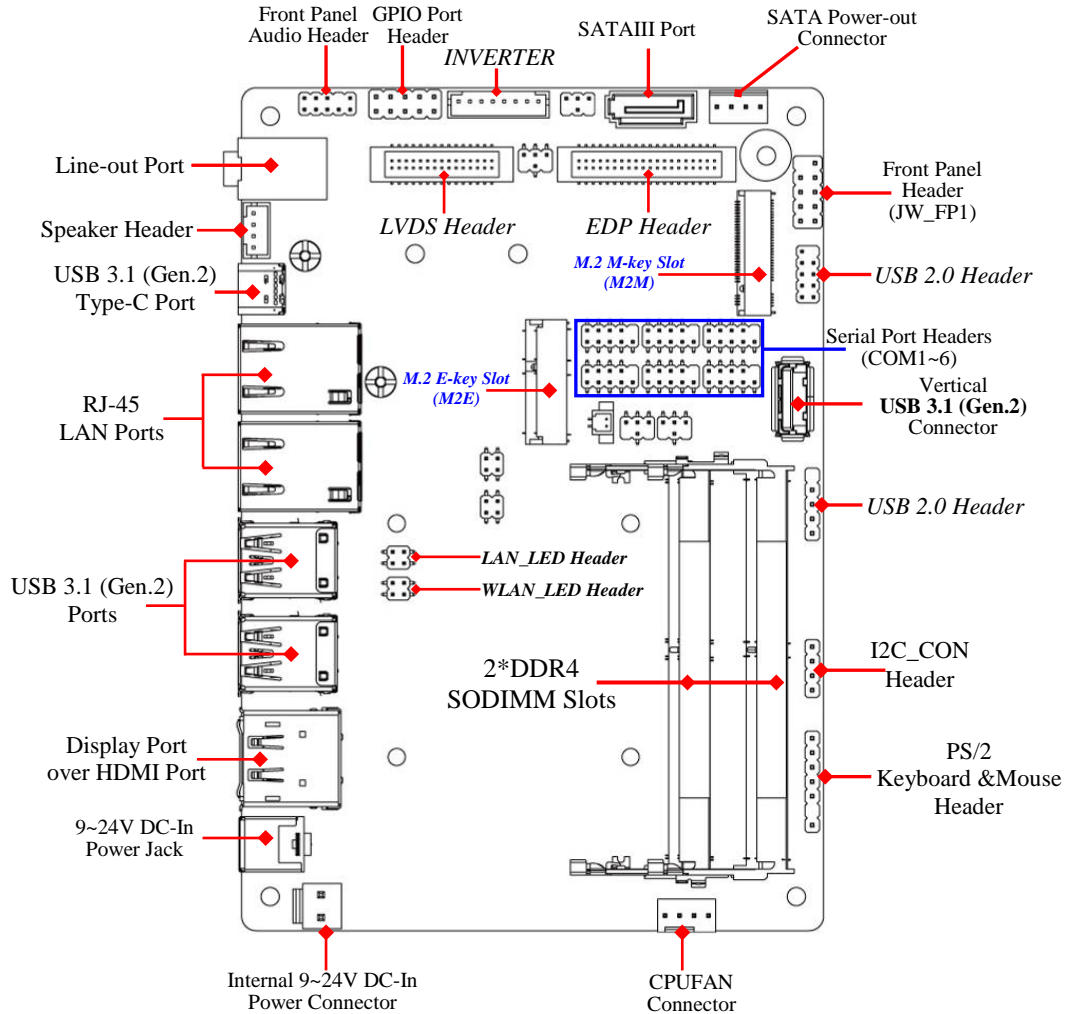 Front Panel
Audio Header
GPIO Port
Header
INVERTER
SATAIII Port
SATA Power-out
Connector
Line-out Port
Front Panel
Header
(JW_FP1)
LVDS Header
EDP Header
Speaker Header
M.2 M-key Slot
(M2M)
USB 2.0 Header
USB 3.1 (Gen.2)
Type-C Port
Serial Port Headers
(COM1~6)
M.2 E-key Slot
(M2E)
Vertical
USB 3.1 (Gen.2)
Connector
RJ-45
LAN Ports
USB 2.0 Header
LAN_LED Header
WLAN_LED Header
USB 3.1 (Gen.2)
Ports
2*DDR4
SODIMM Slots
I2C_CON
Header
Display Port
over HDMI Port
PS/2
Keyboard &Mouse
Header
9~24V DC-In
Power Jack
Internal 9~24V DC-In
Power Connector
CPUFAN
Connector